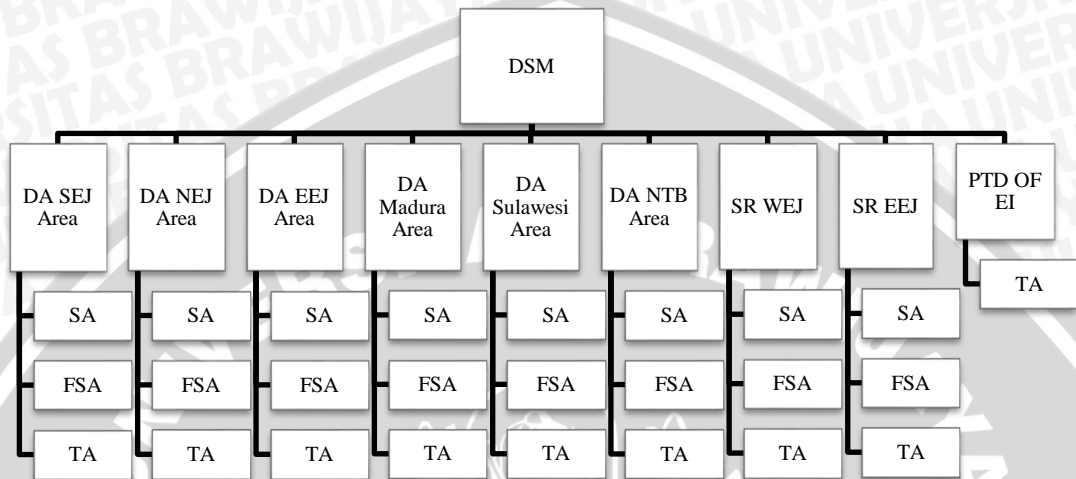 DSM
DA SEJ
Area
DA NEJ
Area
DA EEJ
Area
DA
Madura
Area
DA
Sulawesi
Area
DA NTB
Area
SR WEJ
SR EEJ
PTD OF
EI
SA
SA
SA
SA
SA
SA
SA
SA
TA
FSA
FSA
FSA
FSA
FSA
FSA
FSA
FSA
TA
TA
TA
TA
TA
TA
TA
TA